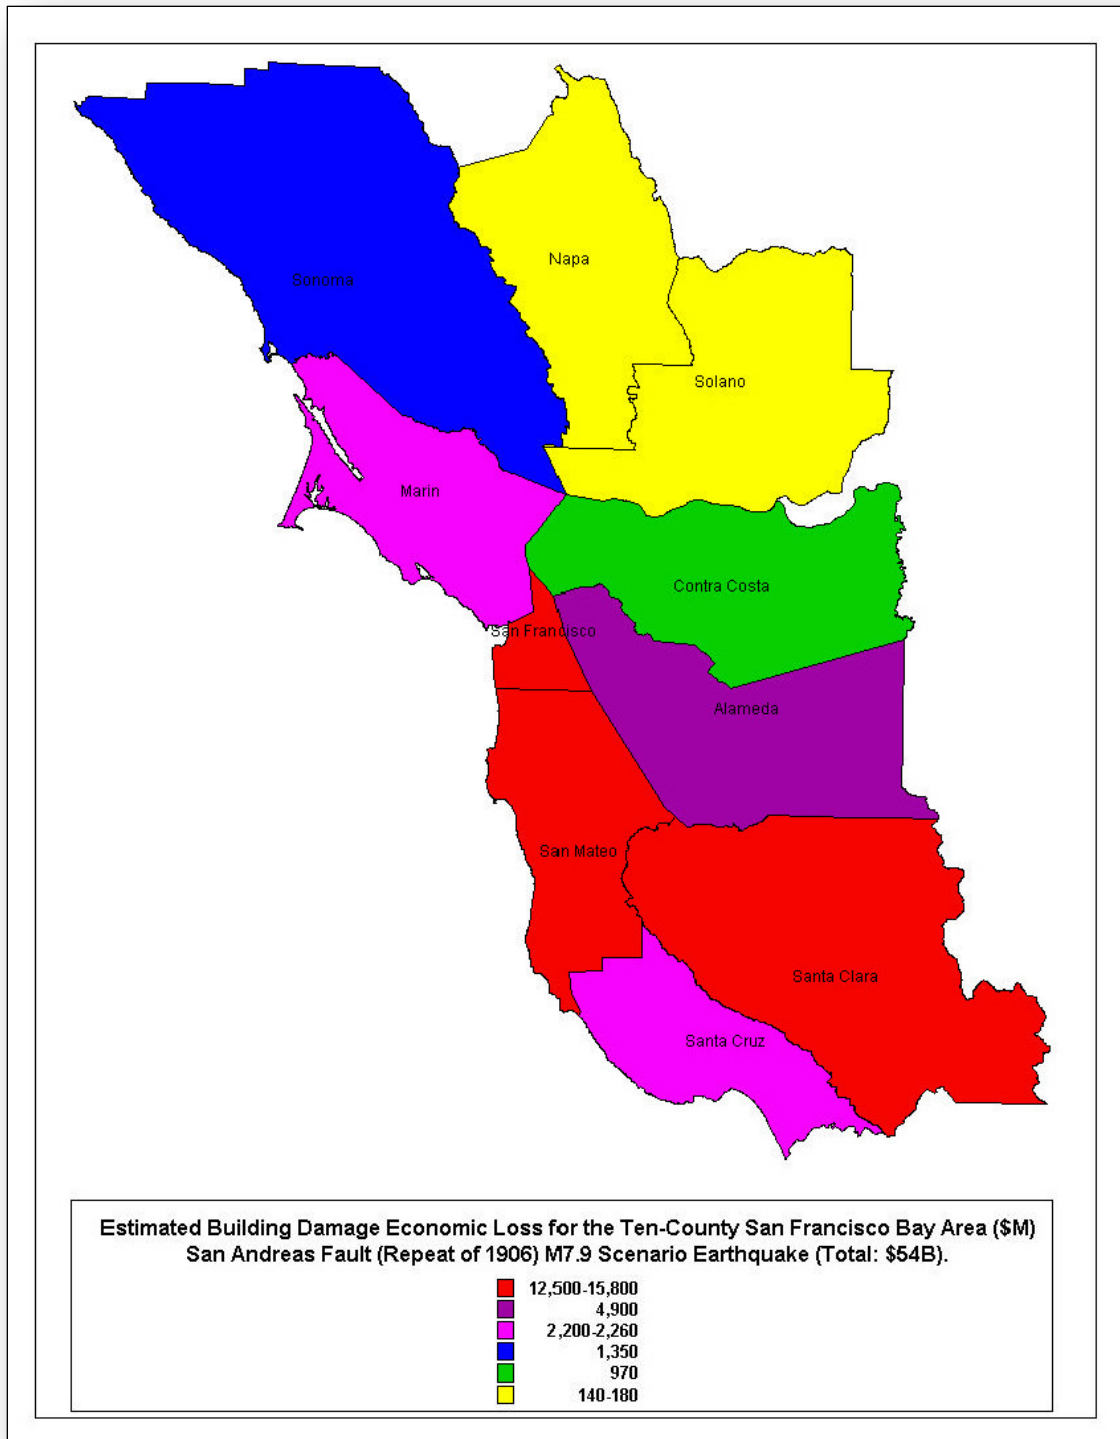 Napa
Sonoma
Solano
Marin
Contra Costa
San Francisco
Alameda
San Mateo
Santa Clara
Santa Cruz
Estimated Building Damage Economic Loss for the Ten-County San Francisco Bay Area ($M)
San Andreas Fault (Repeat of 1906) M7.9 Scenario Earthquake (Total: $54B).
12,500-15,800
4,900
2,200-2,260
1,350
970
140-180